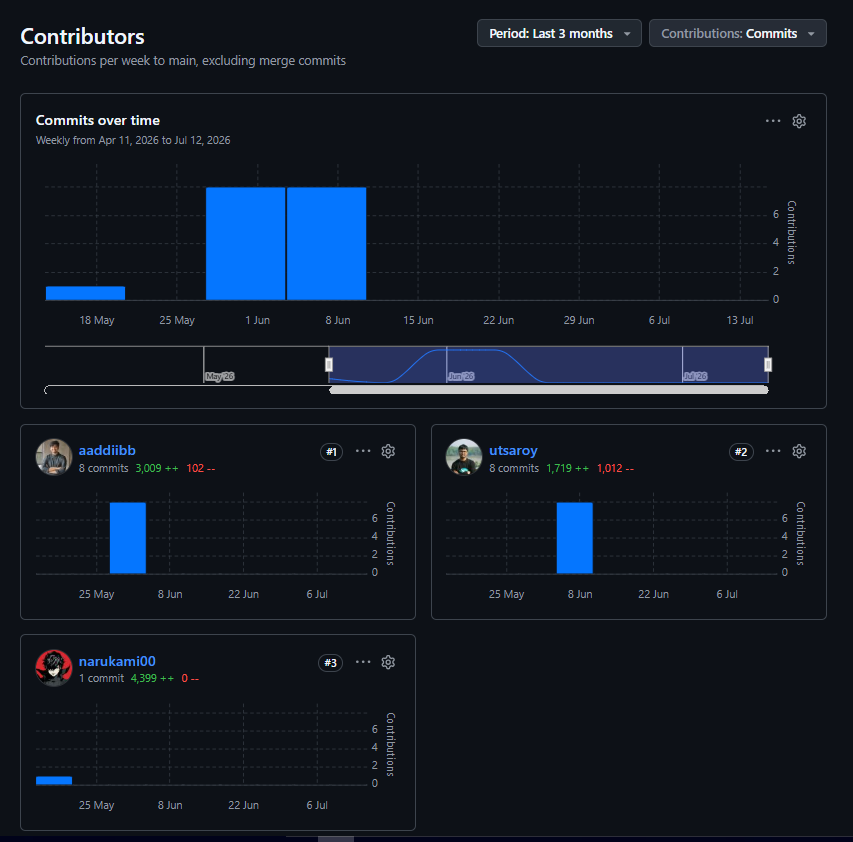 Contributors
Period: Last 3 months
Contributions: Commits
Contributions per week to main, excluding merge commits
Commits over time
Weekly from Apr 11, 2026 to Jul 12, 2026
6
4
2
0
Contributions
18 May 25 May 1 Jun 8 Jun 15 Jun 22 Jun 29 Jun 6 Jul 13 Jul
May '26 Jun '26 Jul '26
aaddiibb
#1
8 commits 3,009 ++ 102 --
6
4
2
0
Contributions
25 May 8 Jun 22 Jun 6 Jul
utsaroy
#2
8 commits 1,719 ++ 1,012 --
6
4
2
0
Contributions
25 May 8 Jun 22 Jun 6 Jul
narukami00
#3
1 commit 4,399 ++ 0 --
6
4
2
0
Contributions
25 May 8 Jun 22 Jun 6 Jul